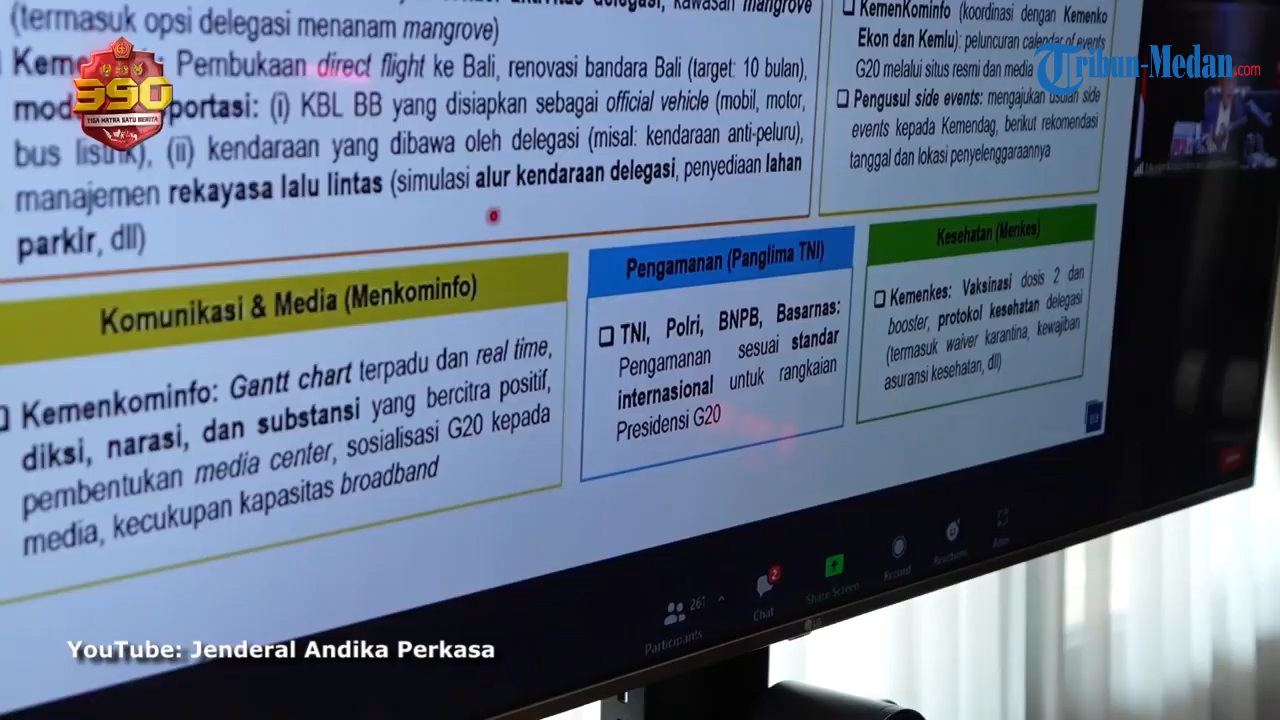 (termasuk opsi delegasi menanam mangrove)
Pembukaan direct flight ke Bali, renovasi bandara Bali (target: 10 bulan),
portasi: (i) KBL BB yang disiapkan sebagai official vehicle (mobil, motor,
bus listrik), (ii) kendaraan yang dibawa oleh delegasi (misal: kendaraan anti-peluru),
manajemen rekayasa lalu lintas (simulasi alur kendaraan delegasi, penyediaan lahan
parkir, dll)
KemenKominfo (koordinasi dengan Kemenko
Ekon dan Kemlu): peluncuran calendar of events
G20 melalui situs resmi dan media
Pengusul side events: mengajukan usulan side
events kepada Kemendag, berikut rekomendasi
tanggal dan lokasi penyelenggaraannya
Komunikasi & Media (Menkominfo)
Kemenkominfo: Gantt chart terpadu dan real time,
diksi, narasi, dan substansi yang bercitra positif,
pembentukan media center, sosialisasi G20 kepada
media, kecukupan kapasitas broadband
Pengamanan (Panglima TNI)
TNI, Polri, BNPB, Basarnas:
Pengamanan sesuai standar
internasional untuk rangkaian
Presidensi G20
Kesehatan (Menkes)
Kemenkes: Vaksinasi dosis 2 dan
booster, protokol kesehatan delegasi
(termasuk waiver karantina, kewajiban
asuransi kesehatan, dll)
261
Participants
2
Chat
Share Screen
Record
Reactions
Apps
LG
390
TIGA MATRA SATU BERITA
Tribun-Medan.com
YouTube: Jenderal Andika Perkasa